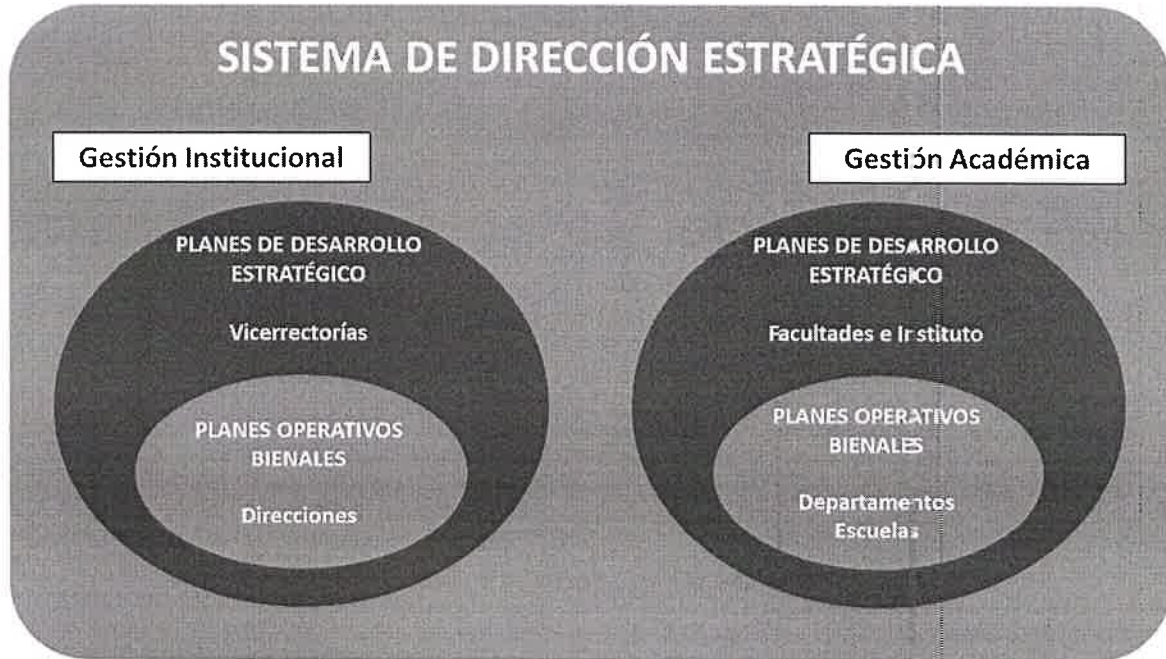 SISTEMA DE DIRECCIÓN ESTRATÉGICA
Gestión Institucional
Gestión Académica
PLANES DE DESARROLLO
ESTRATÉGICO
Vicerrectorías
PLANES OPERATIVOS
BIENALES
Direcciones
PLANES DE DESARROLLO
ESTRATÉGICO
Facultades e Instituto
PLANES OPERATIVOS
BIENALES
Departamentos
Escuelas